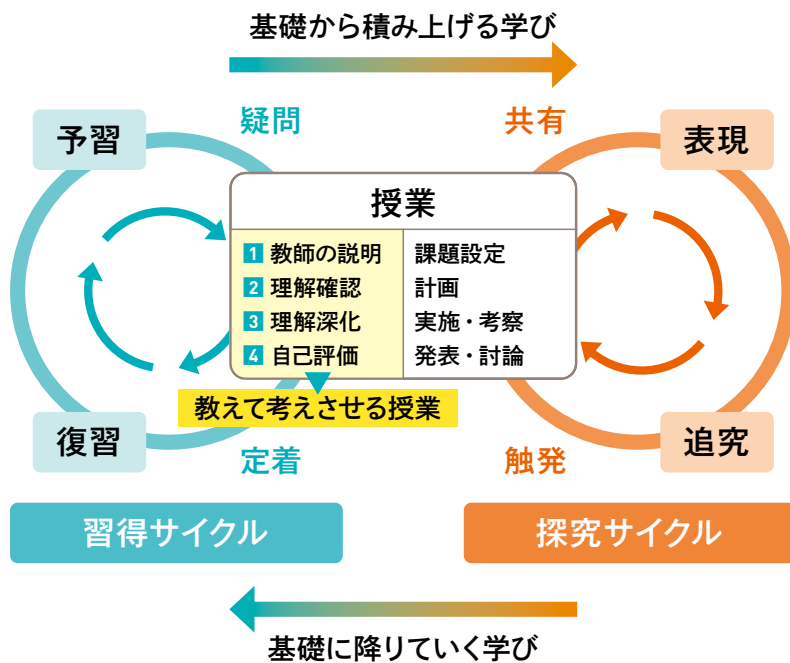 基礎から積み上げる学び
疑問
共有
予習
表現
授業
1 教師の説明
2 理解確認
3 理解深化
4 自己評価
課題設定
計画
実施・考察
発表・討論
教えて考えさせる授業
復習
追究
定着
触発
習得サイクル
探究サイクル
基礎に降りていく学び